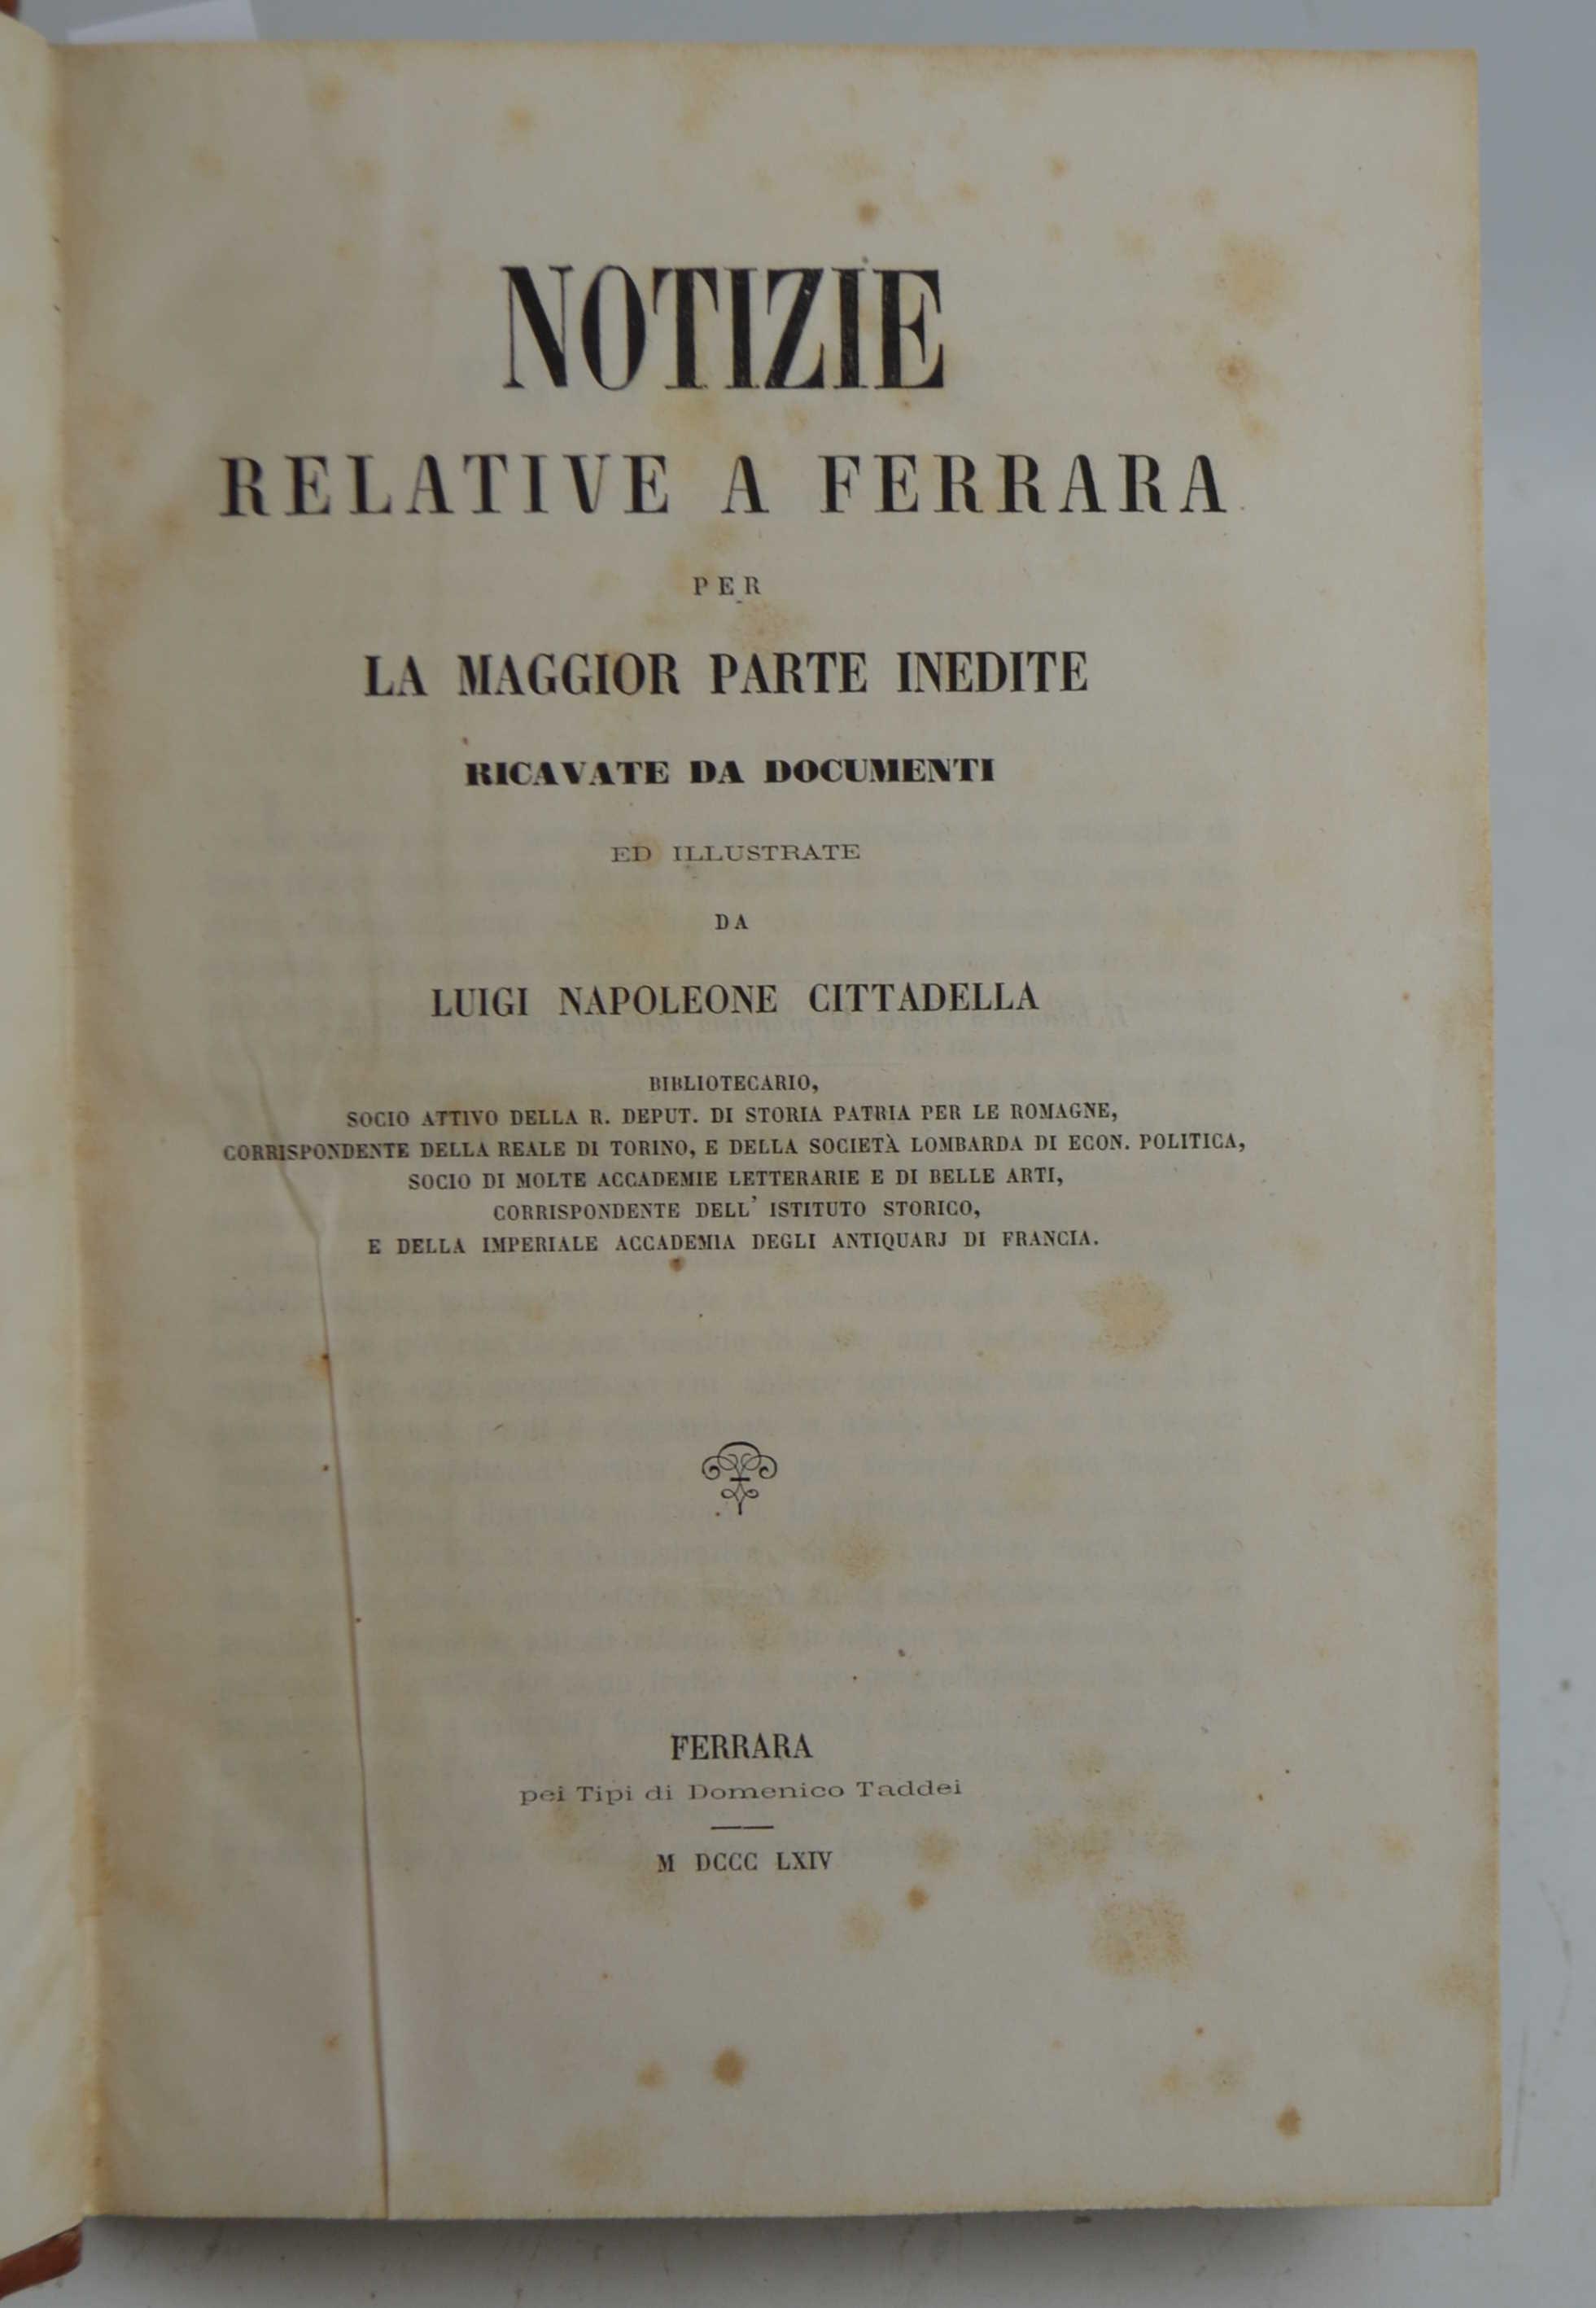 NOTIZIE
RELATIVE A FERRARA
PER
LA MAGGIOR PARTE INEDITE
RICAVATE DA DOCUMENTI
ED ILLUSTRATE
DA
LUIGI NAPOLEONE CITTADELLA
BIBLIOTECARIO,
SOCIO ATTIVO DELLA R. DEPUT. DI STORIA PATRIA PER LE ROMAGNE,
CORRISPONDENTE DELLA REALE DI TORINO, E DELLA SOCIETÀ LOMBARDA DI ECON. POLITICA,
SOCIO DI MOLTE ACCADEMIE LETTERARIE E DI BELLE ARTI,
CORRISPONDENTE DELL' ISTITUTO STORICO,
E DELLA IMPERIALE ACCADEMIA DEGLI ANTIQUARJ DI FRANCIA.
FERRARA
pei Tipi di Domenico Taddei
M DCCC LXIV